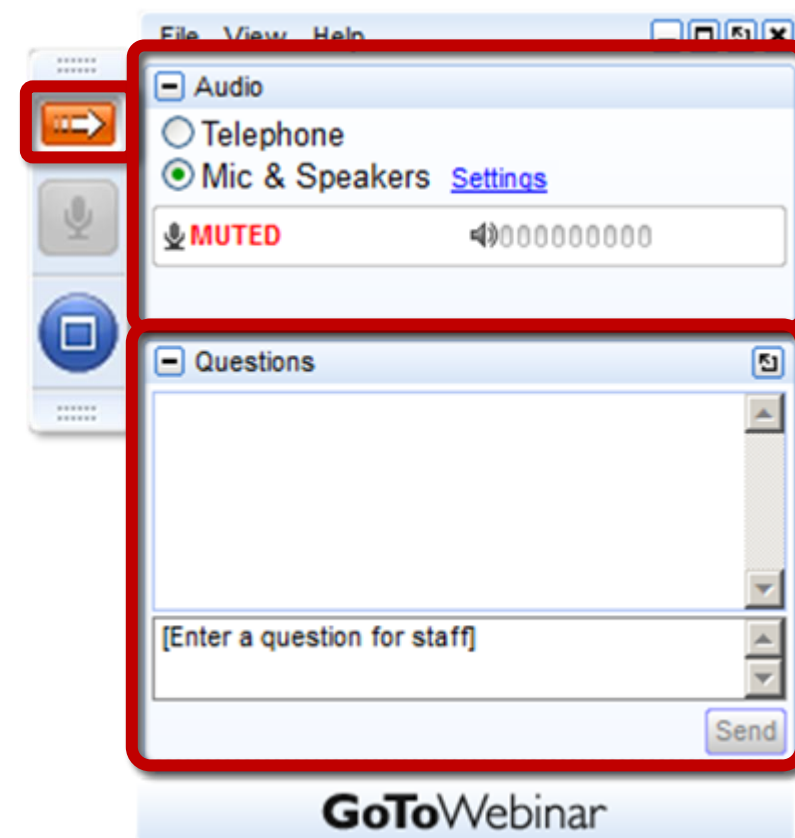 File View Help
Audio
Telephone
Mic & Speakers Settings
MUTED 000000000
Questions
[Enter a question for staff]
Send
GoToWebinar